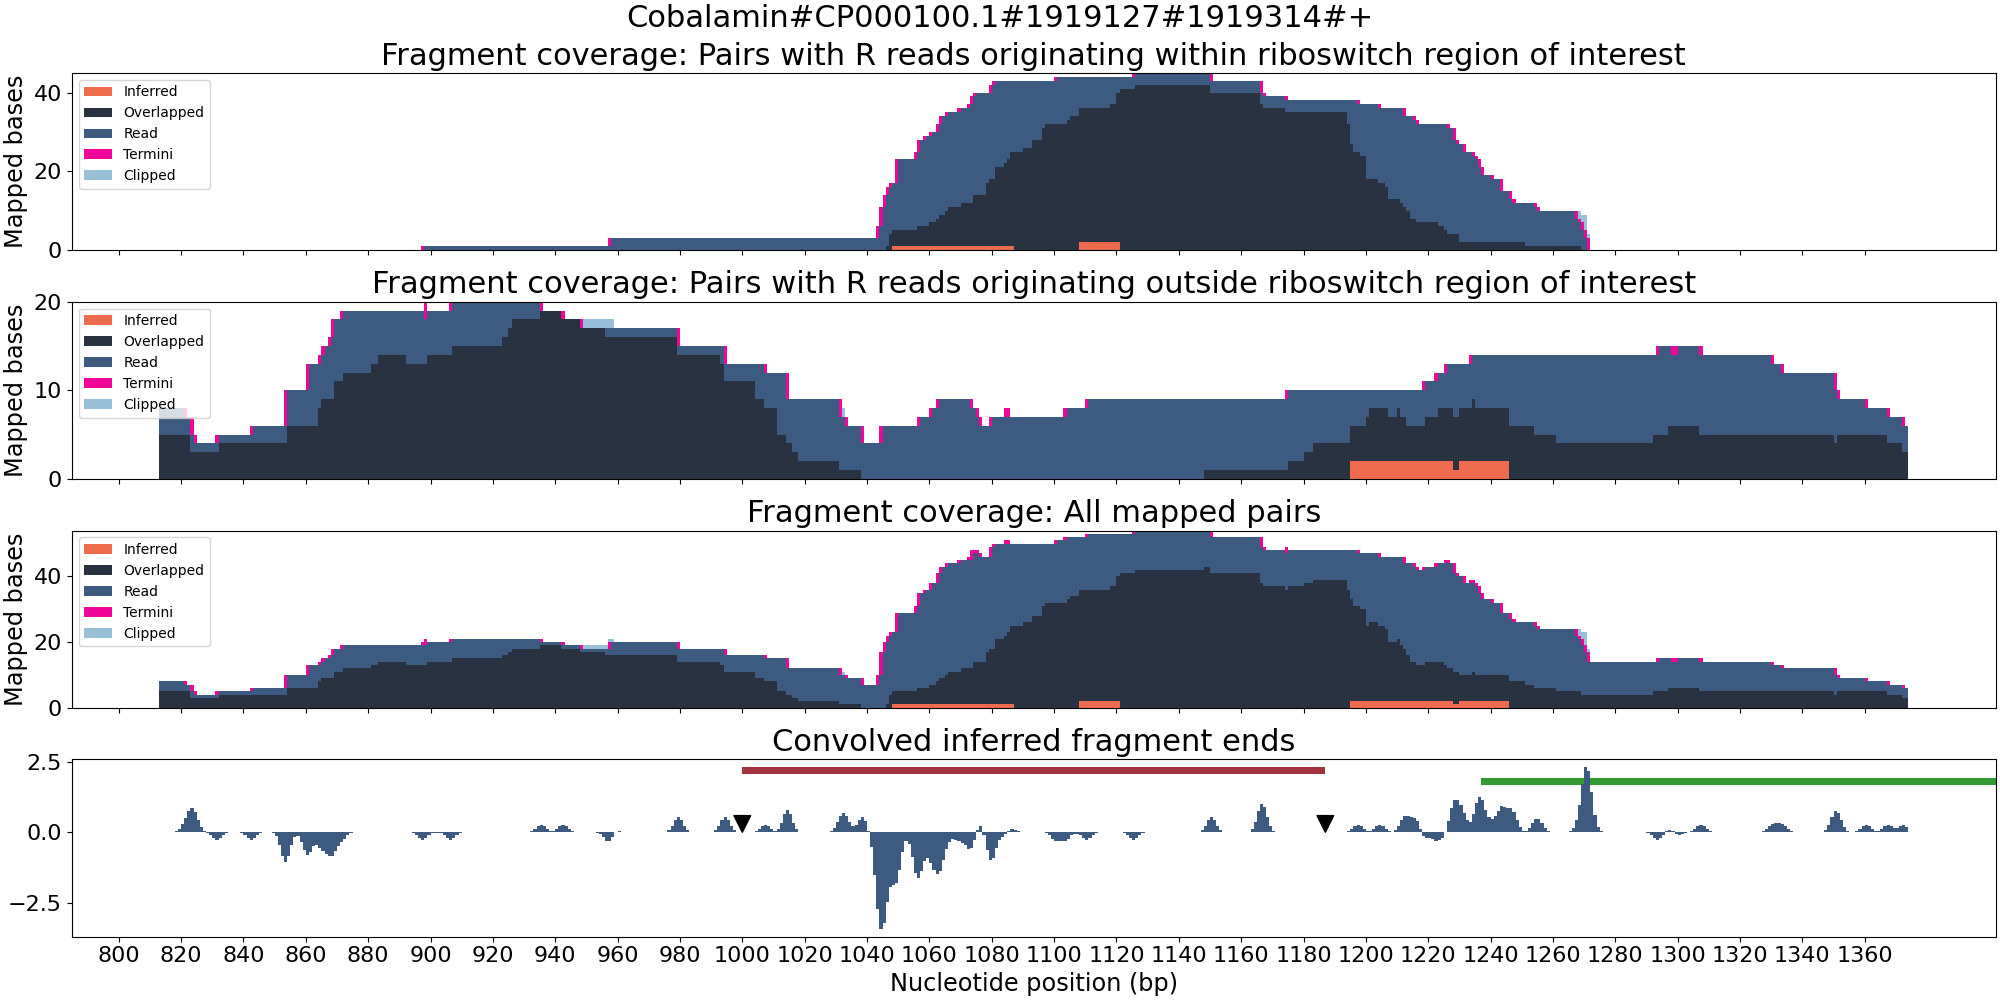 Cobalamin#CP000100.1#1919127#1919314#+
Fragment coverage: Pairs with R reads originating within riboswitch region of interest
Mapped bases
40
20
0
Inferred
Overlapped
Read
Termini
Clipped
Fragment coverage: Pairs with R reads originating outside riboswitch region of interest
Mapped bases
20
10
0
Inferred
Overlapped
Read
Termini
Clipped
Fragment coverage: All mapped pairs
Mapped bases
40
20
0
Inferred
Overlapped
Read
Termini
Clipped
Convolved inferred fragment ends
2.5
0.0
−2.5
800 820 840 860 880 900 920 940 960 980 1000 1020 1040 1060 1080 1100 1120 1140 1160 1180 1200 1220 1240 1260 1280 1300 1320 1340 1360
Nucleotide position (bp)